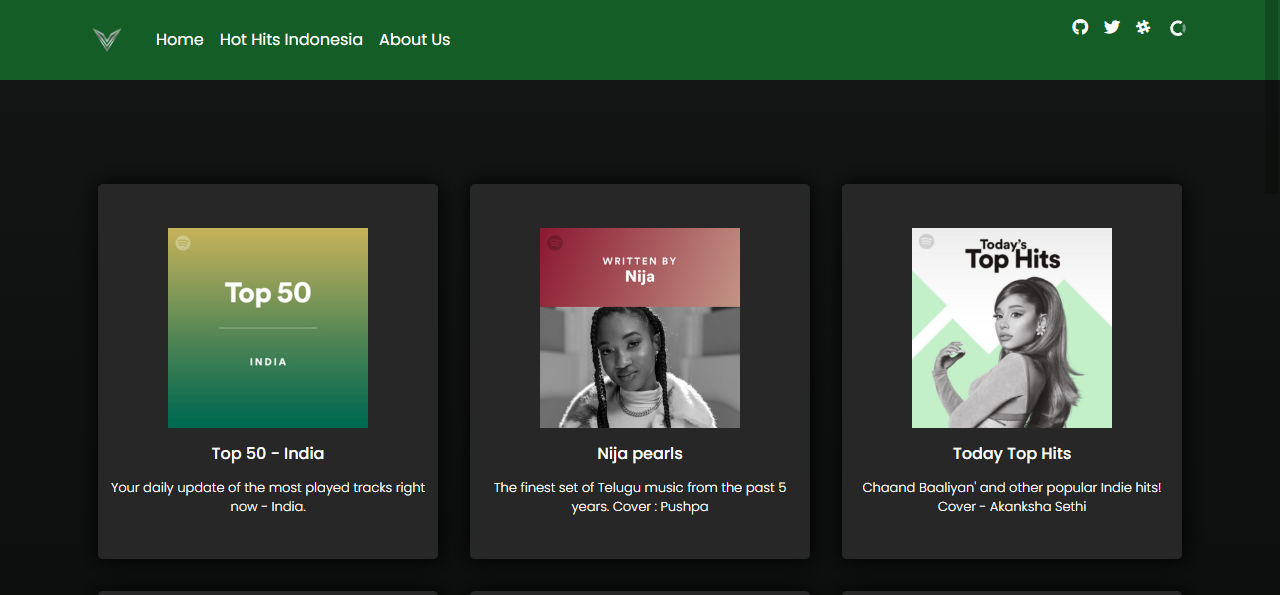 Home Hot Hits Indonesia About Us
Top 50
INDIA
Top 50 - India
Your daily update of the most played tracks right
now - India.
WRITTEN BY
Nija
Nija pearls
The finest set of Telugu music from the past 5
years. Cover : Pushpa
Today's
Top Hits
Today Top Hits
Chaand Baaliyan' and other popular Indie hits!
Cover - Akanksha Sethi